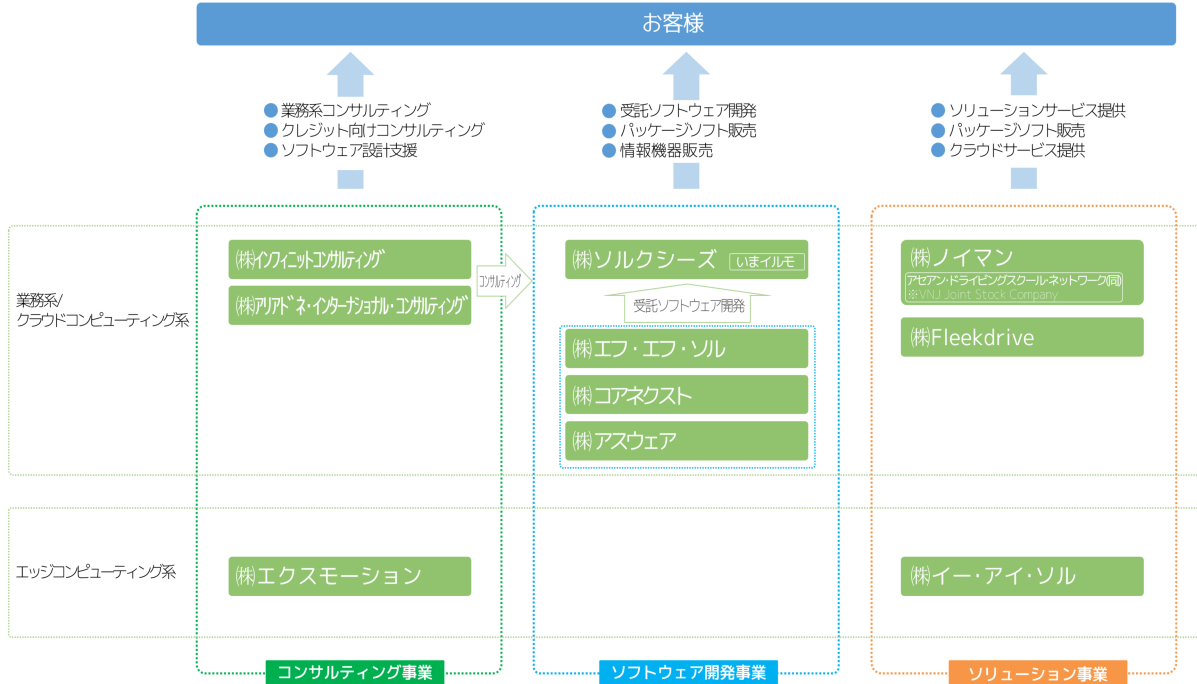 お客様
●業務系コンサルティング
●クレジット向けコンサルティング
●ソフトウェア設計支援
●受託ソフトウェア開発
●パッケージソフト販売
●情報機器販売
●ソリューションサービス提供
●パッケージソフト販売
●クラウドサービス提供
業務系/
クラウドコンピューティング系
㈱インフィニットコンサルティング
㈱アリアドネ・インターナショナル・コンサルティング
コンサルティング
㈱ソルクシーズ いまイルモ
受託ソフトウェア開発
㈱エフ・エフ・ソル
㈱コアネクスト
㈱アスウェア
㈱ノイマン
アセアン・ドライビングスクール・ネットワーク(同)
※VNJ Joint Stock Company
㈱Fleekdrive
エッジコンピューティング系
㈱エクスモーション
㈱イー・アイ・ソル
コンサルティング事業
ソフトウェア開発事業
ソリューション事業